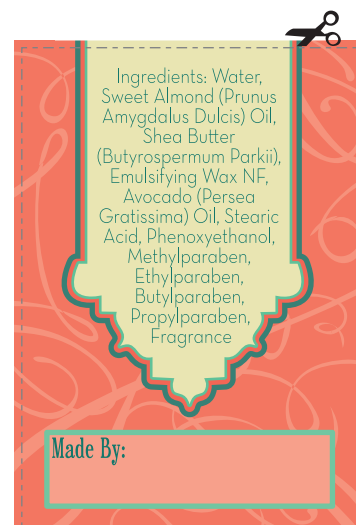 Ingredients: Water,
Sweet Almond (Prunus
Amygdalus Dulcis) Oil,
Shea Butter
(Butyrospermum Parkii),
Emulsifying Wax NF,
Avocado (Persea
Gratissima) Oil, Stearic
Acid, Phenoxyethanol,
Methylparaben,
Ethylparaben,
Butylparaben,
Propylparaben,
Fragrance
Made By: